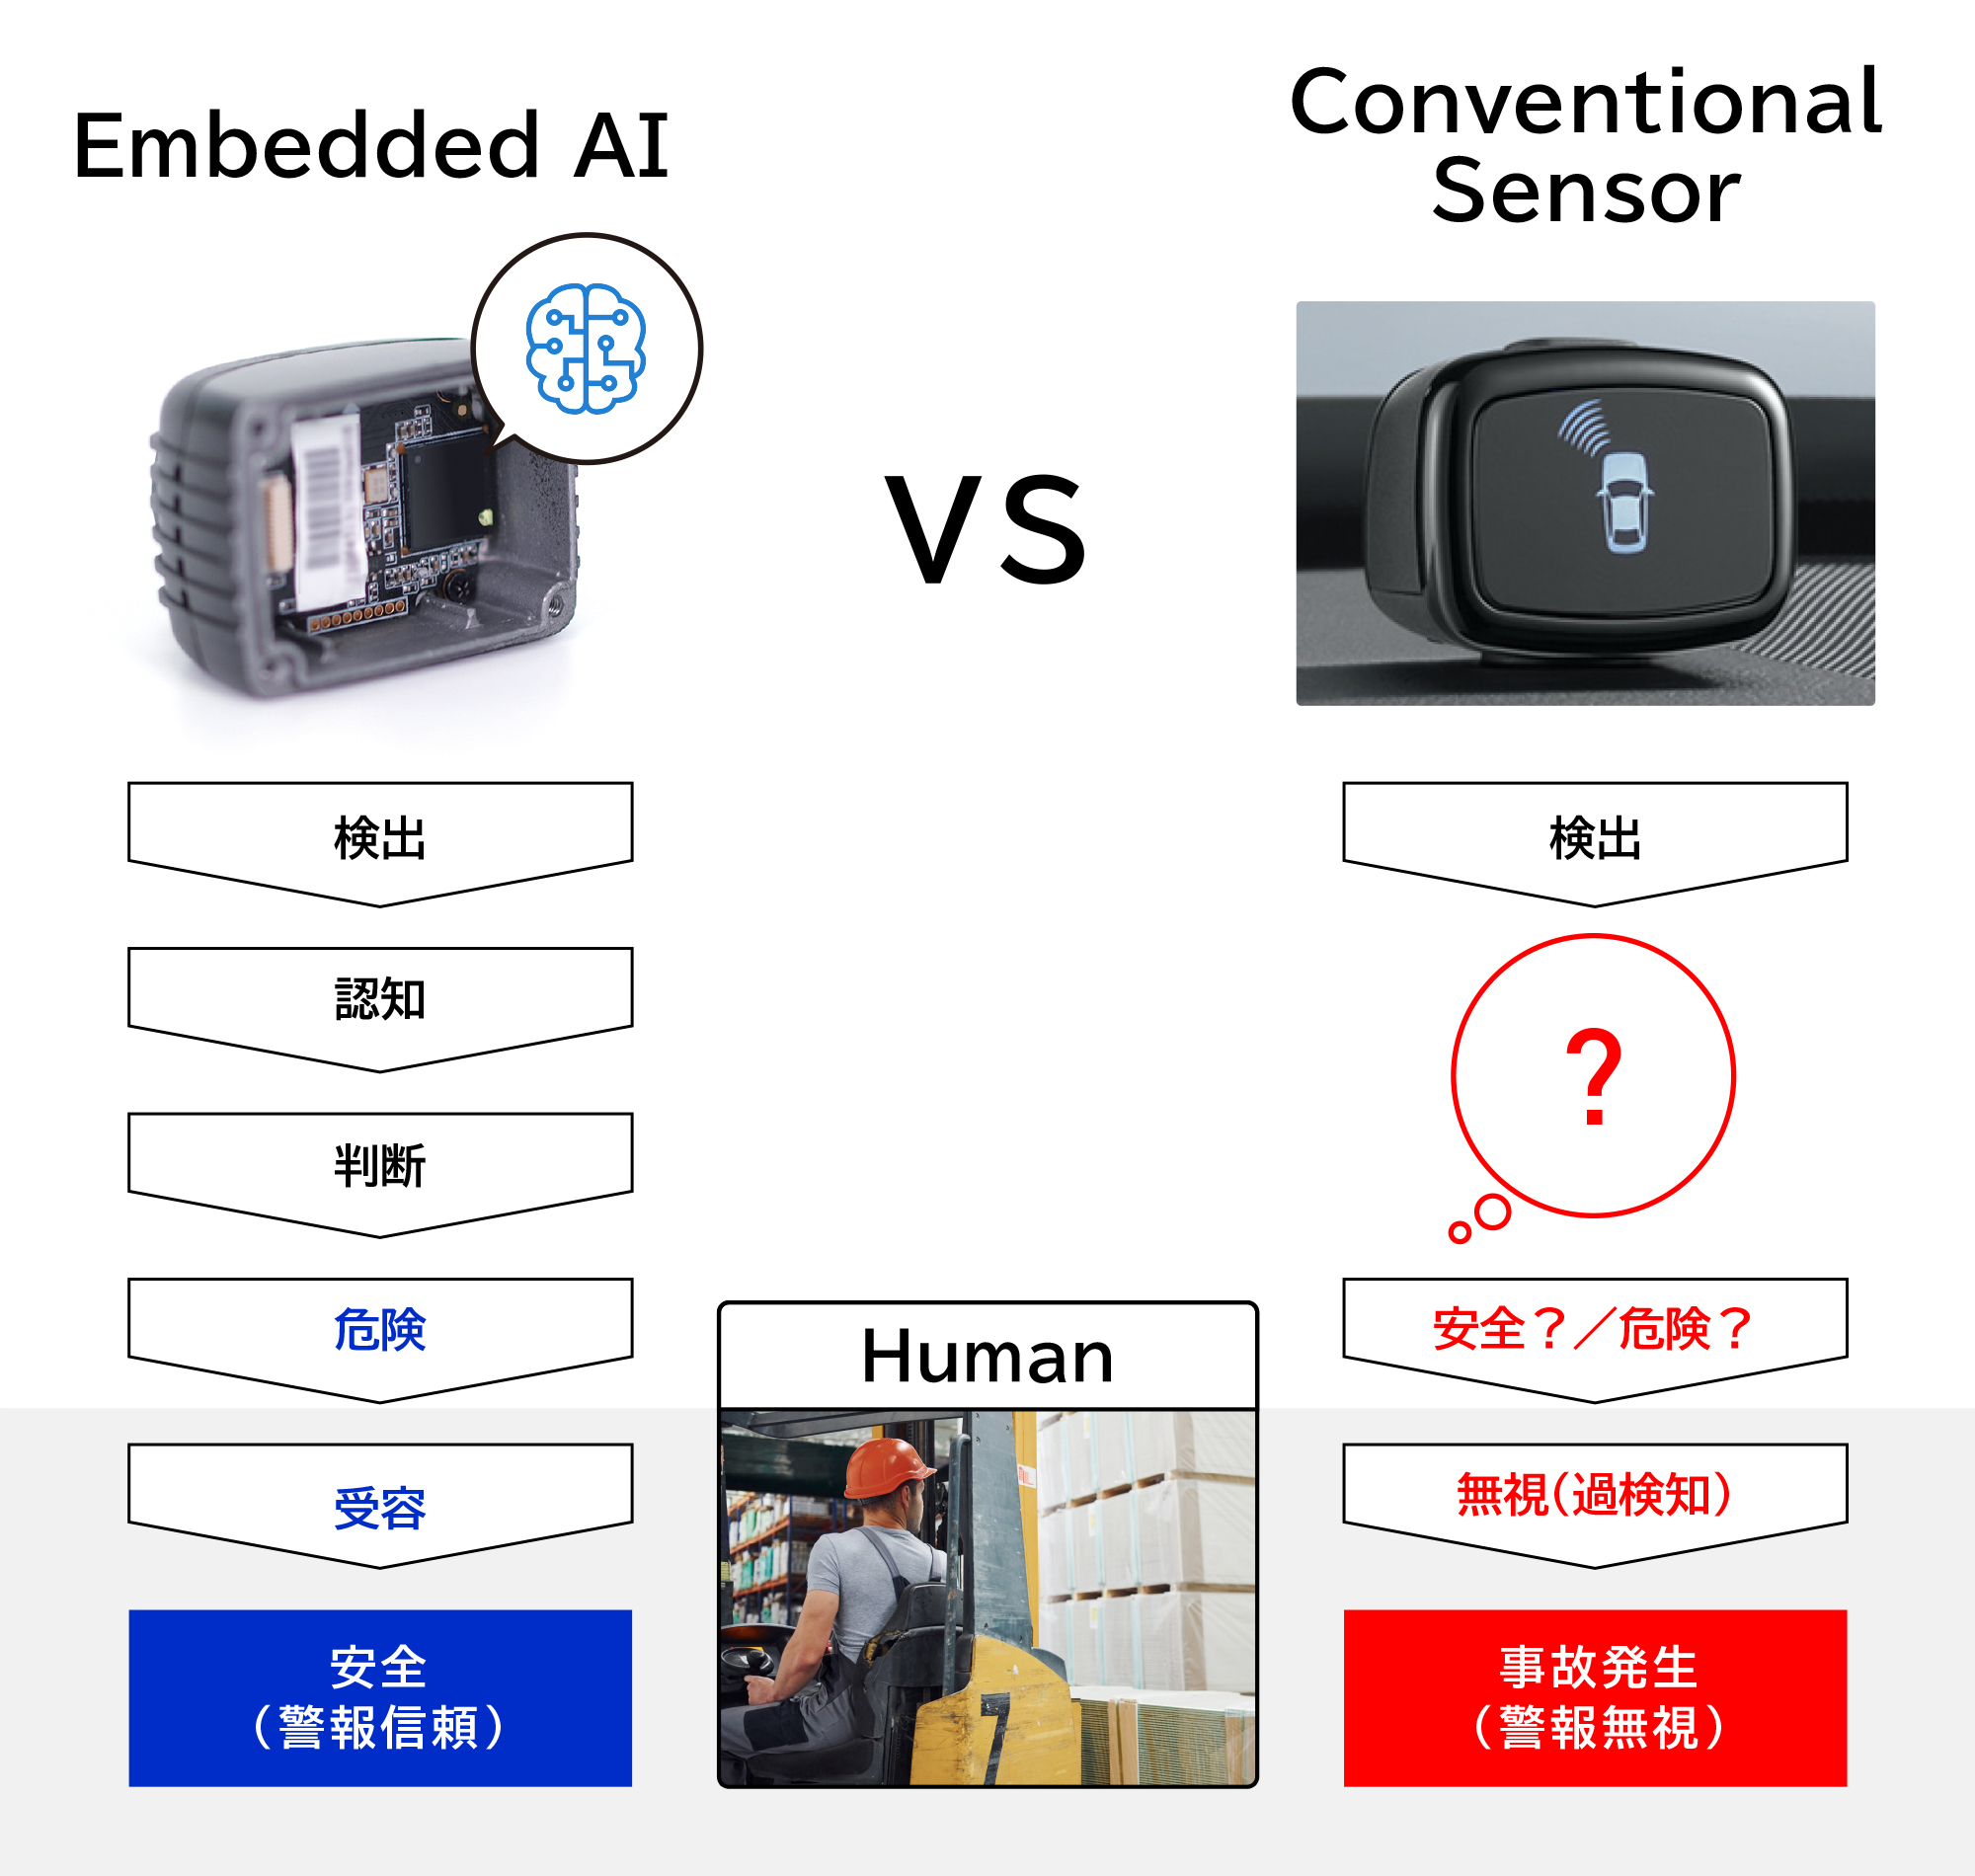 Embedded AI
Conventional
Sensor
VS
検出
認知
判断
危険
受容
安全
（警報信頼）
Human
7
検出
?
安全？／危険？
無視（過検知）
事故発生
（警報無視）